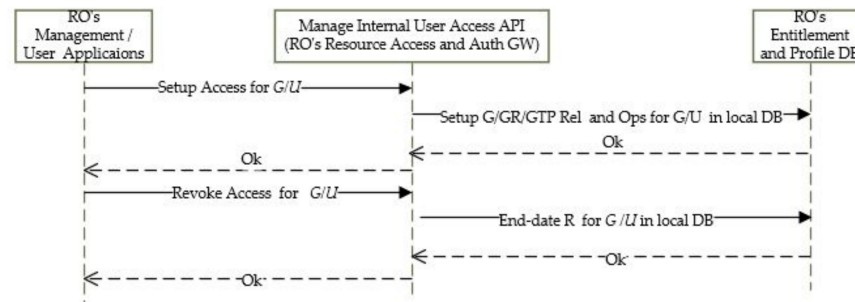 RO's
Management /
User Applicaions
Manage Internal User Access API
(RO's Resource Access and Auth GW)
RO's
Entitlement
and Profile DB
Setup Access for G/U
Setup G/GR/GTP Rel and Ops for G/U in local DB
Ok
Ok
Revoke Access for G/U
End-date R for G /U in local DB
Ok
Ok